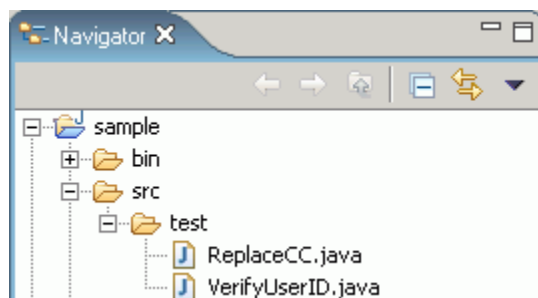 Navigator
sample
bin
src
test
ReplaceCC.java
VerifyUserID.java